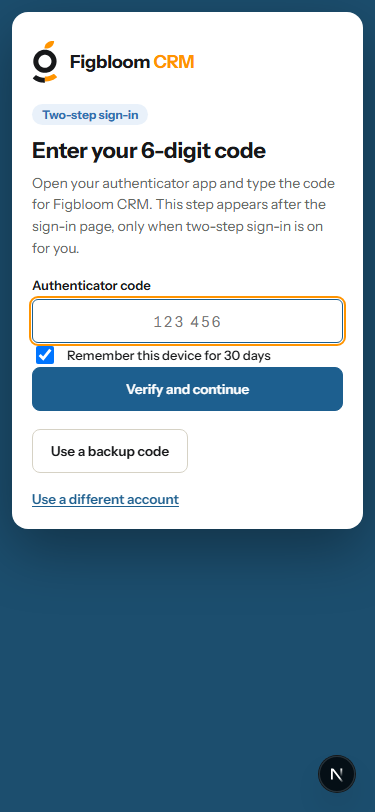 Figbloom CRM
Two-step sign-in
Enter your 6-digit code
Open your authenticator app and type the code
for Figbloom CRM. This step appears after the
sign-in page, only when two-step sign-in is on
for you.
Authenticator code
123 456
Remember this device for 30 days
Verify and continue
Use a backup code
Use a different account
N